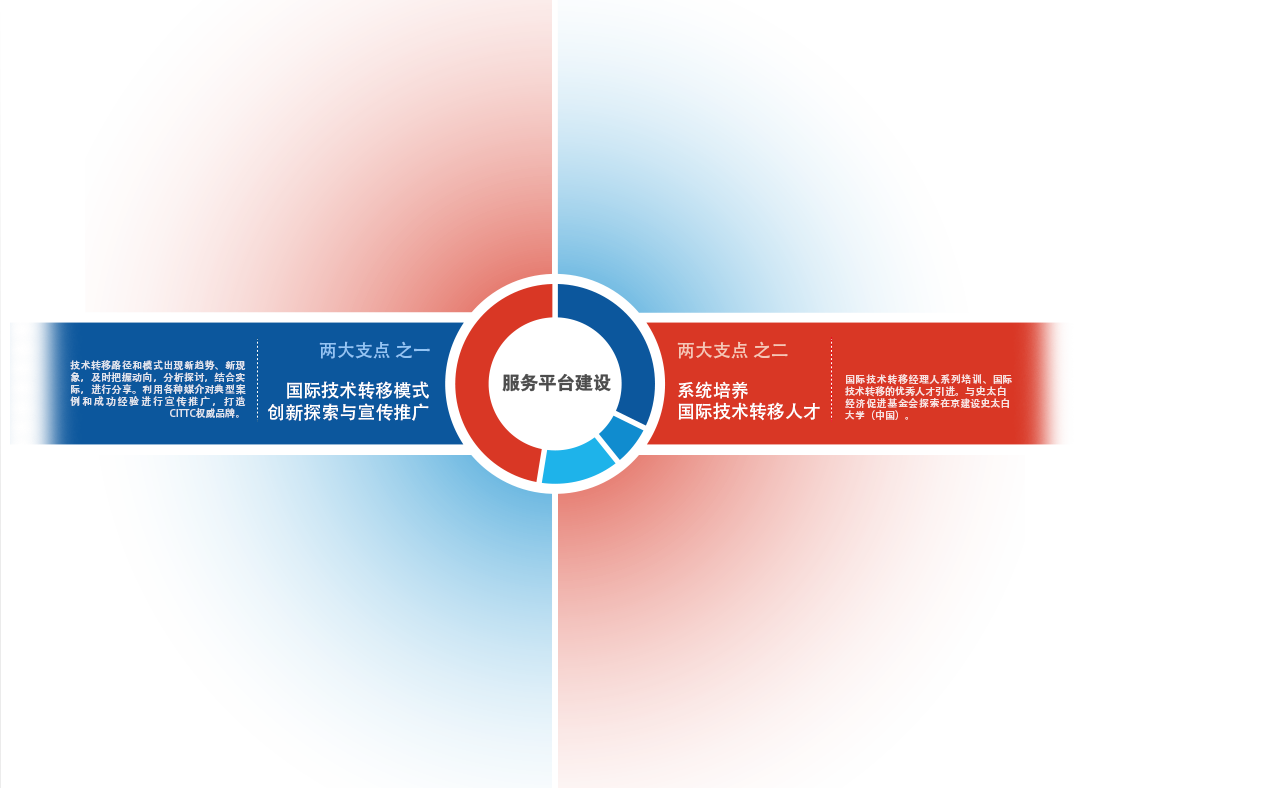 两大支点 之一
国际技术转移模式
创新探索与宣传推广
技术转移路径和模式出现新趋势、新现
象，及时把握动向，分析探讨，结合实
际，进行分享。利用各种媒介对典型案
例和成功经验进行宣传推广，打造
CITTC权威品牌。
服务平台建设
两大支点 之二
系统培养
国际技术转移人才
国际技术转移经理人系列培训、国际
技术转移的优秀人才引进。与史太白
经济促进基金会探索在京建设史太白
大学（中国）。